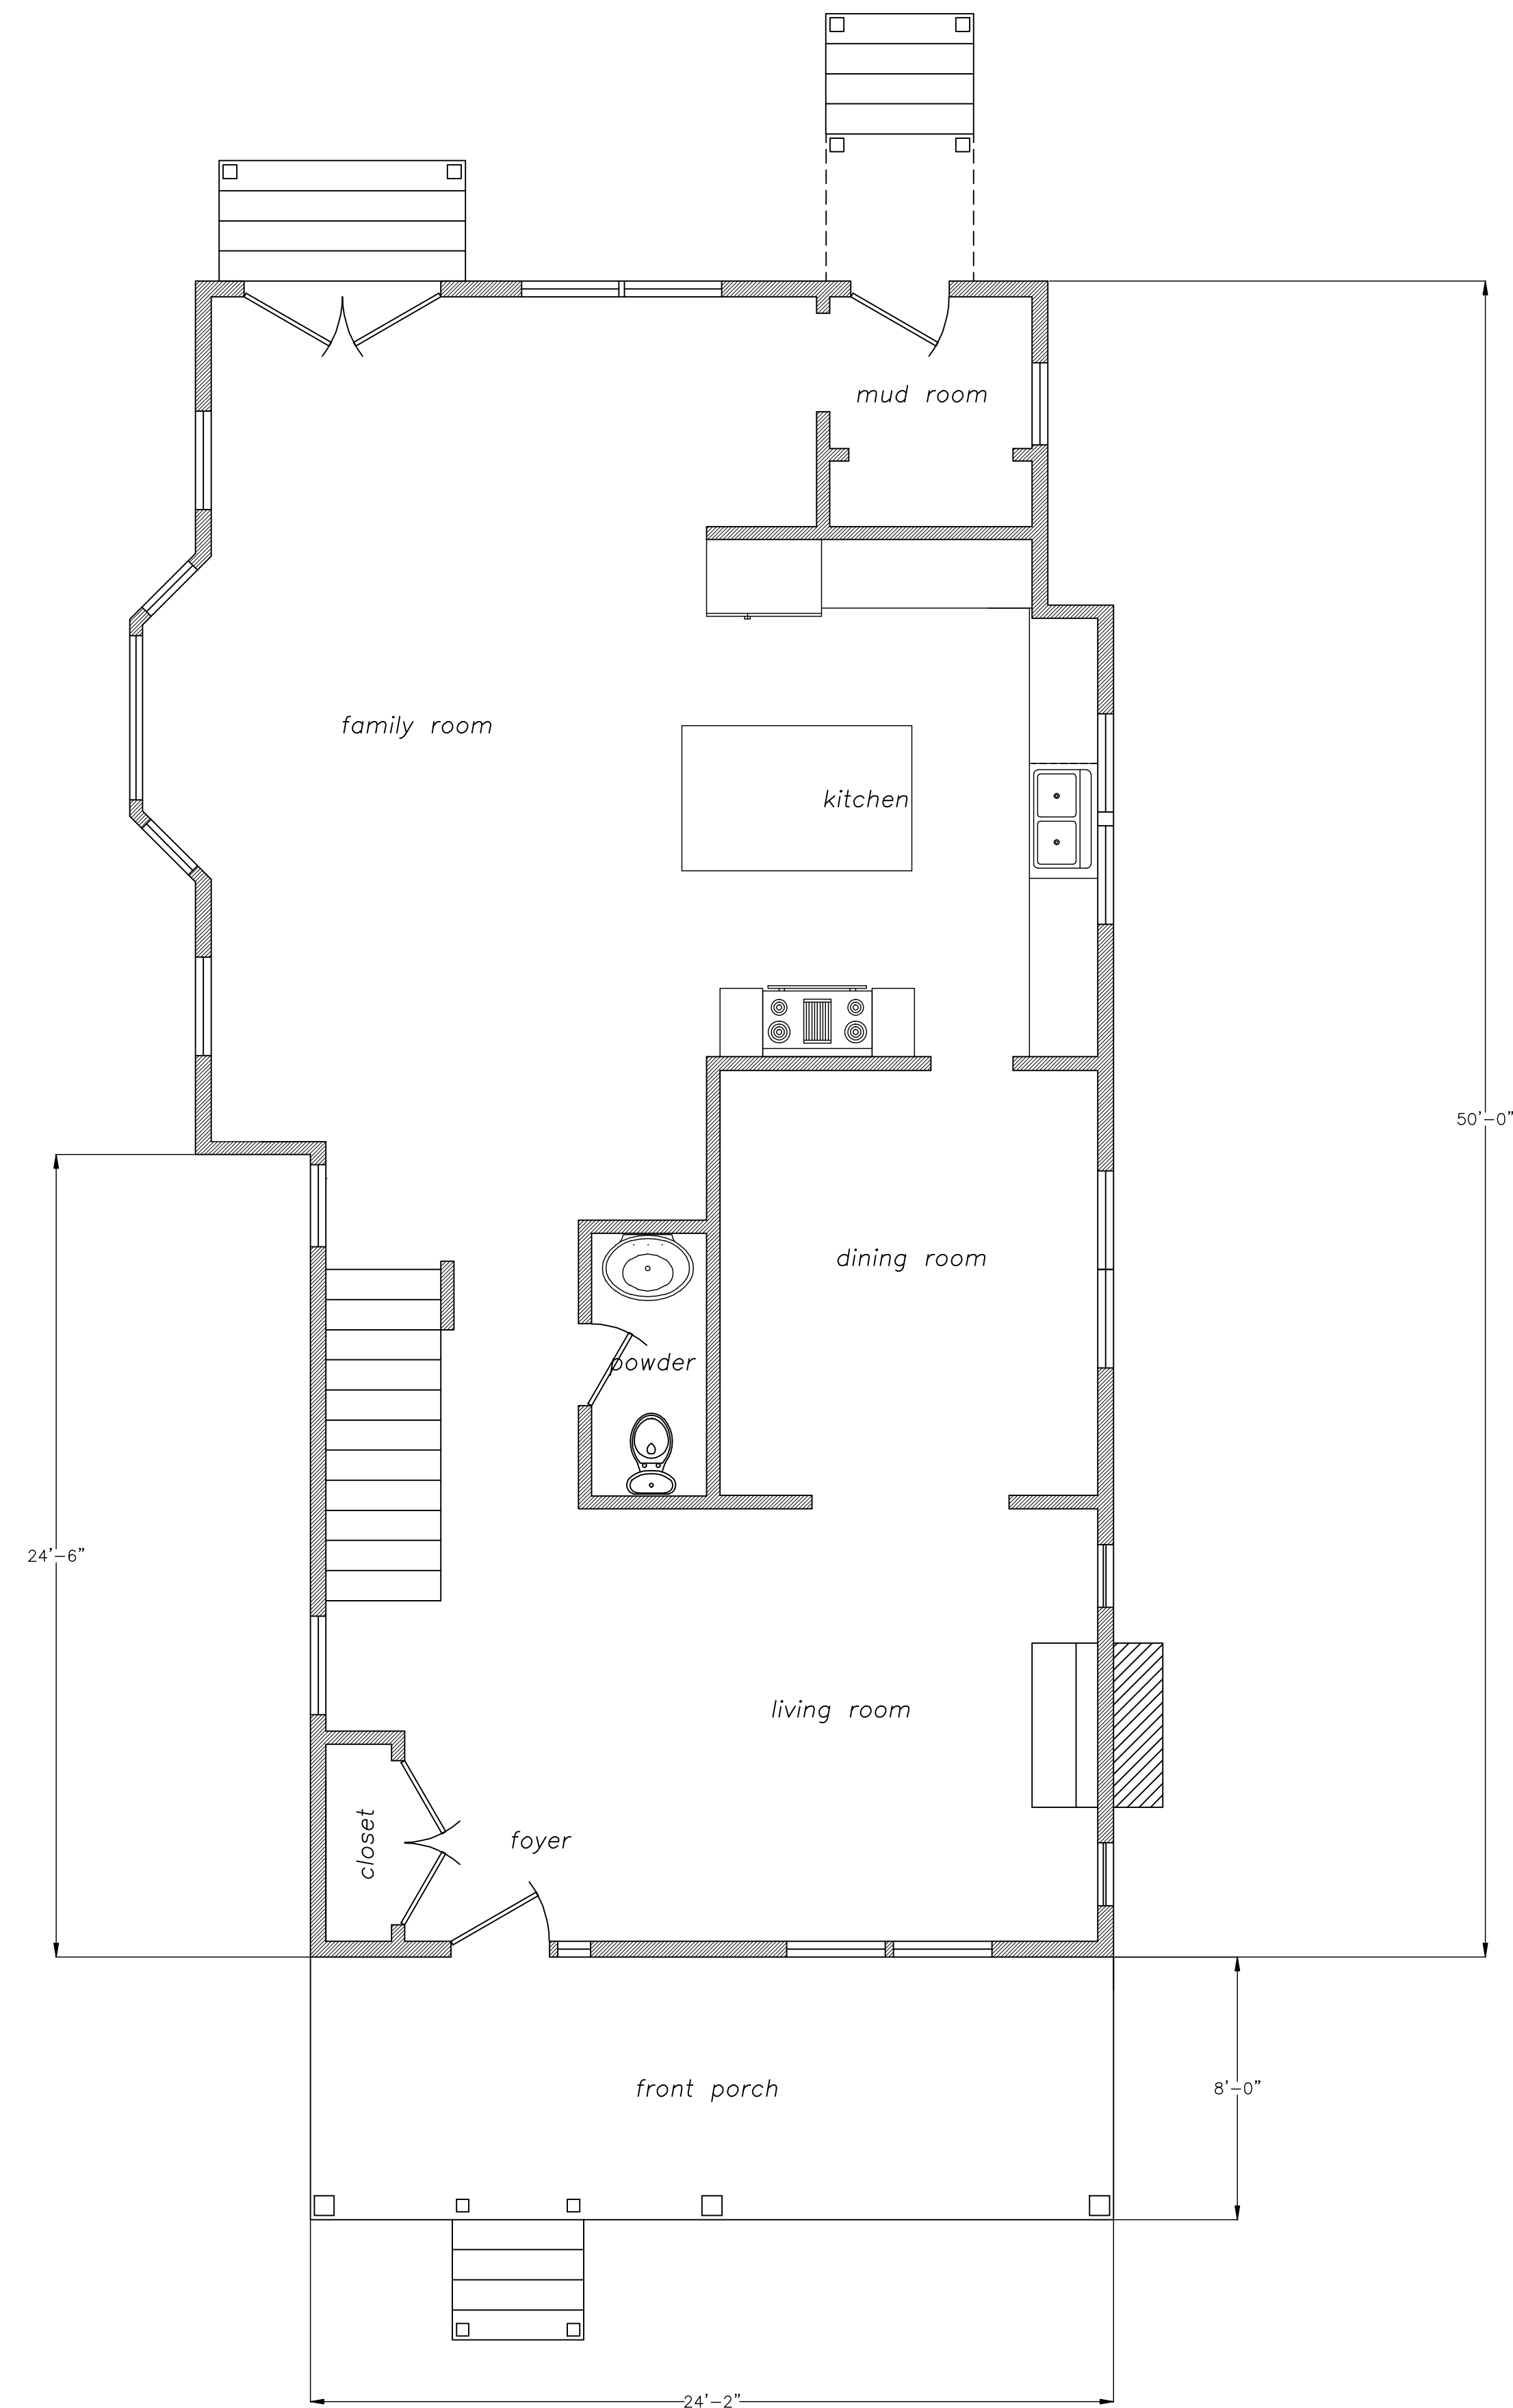 mud room
family room
kitchen
50'-0"
dining room
powder
24'-6"
living room
closet
foyer
front porch
8'-0"
24'-2"